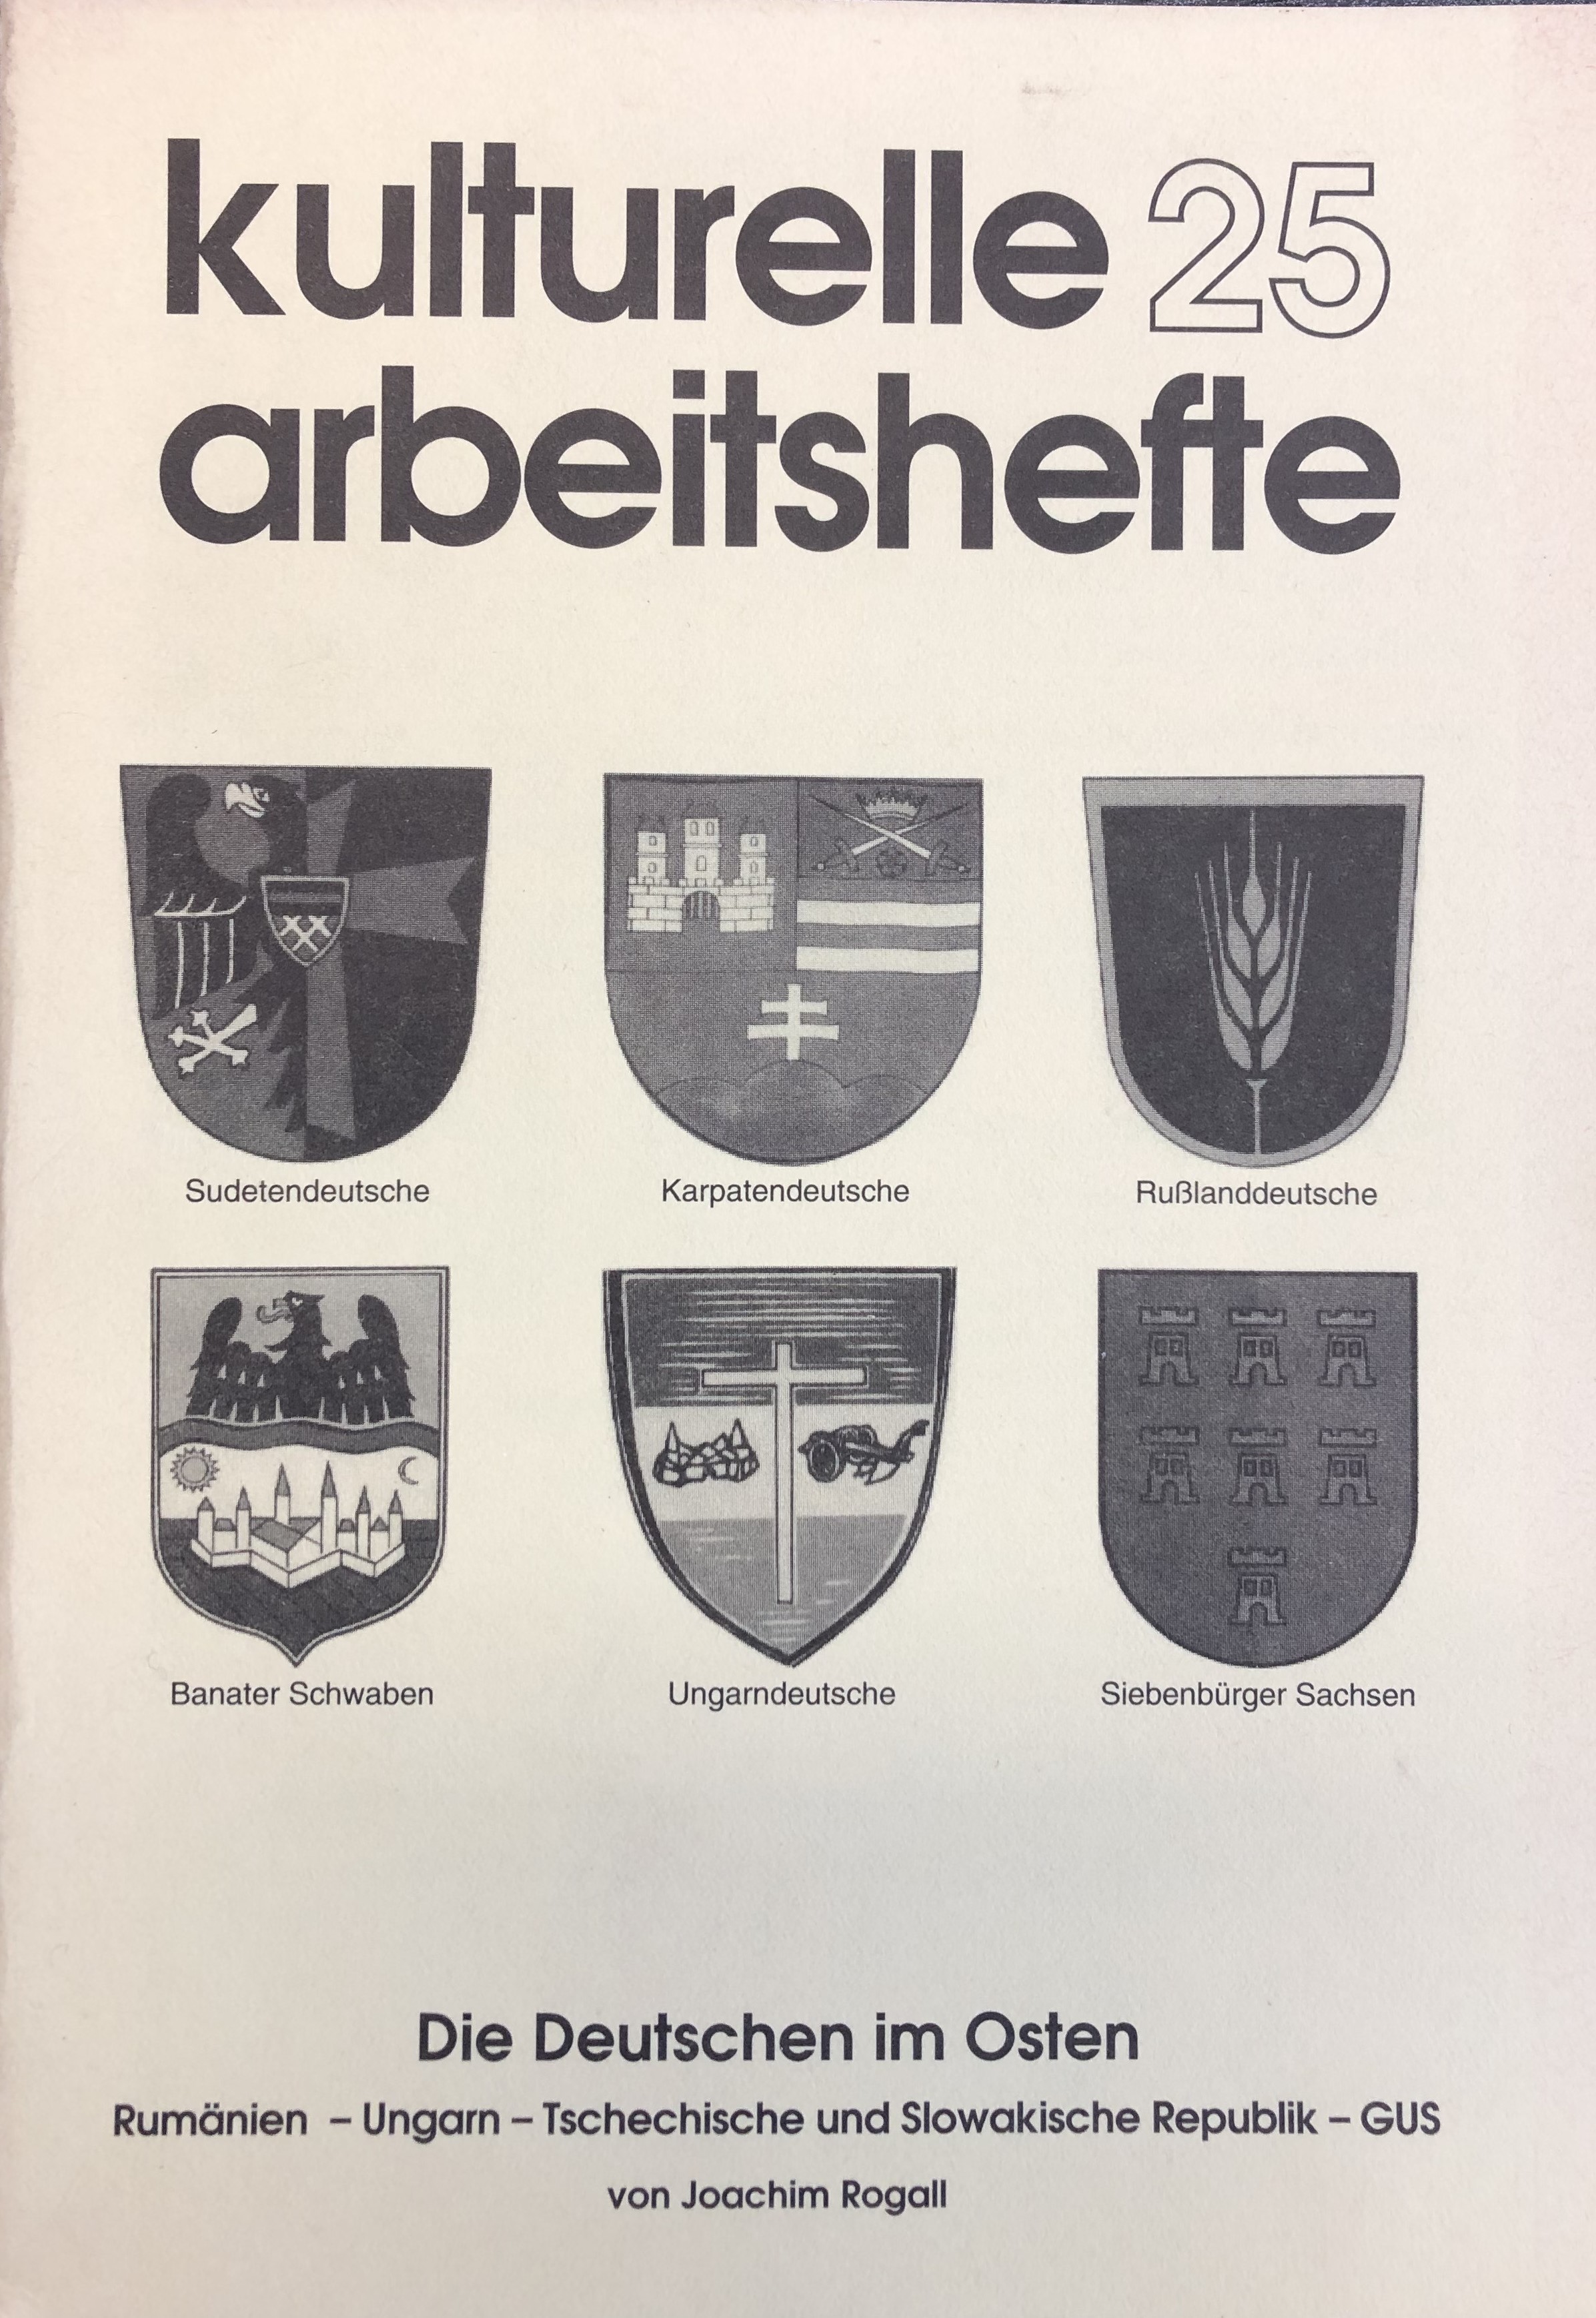 kulturelle 25
arbeitshefte
Sudetendeutsche
Karpatendeutsche
Rußlanddeutsche
Banater Schwaben
Ungarndeutsche
Siebenbürger Sachsen
Die Deutschen im Osten
Rumänien – Ungarn – Tschechische und Slowakische Republik – GUS
von Joachim Rogall